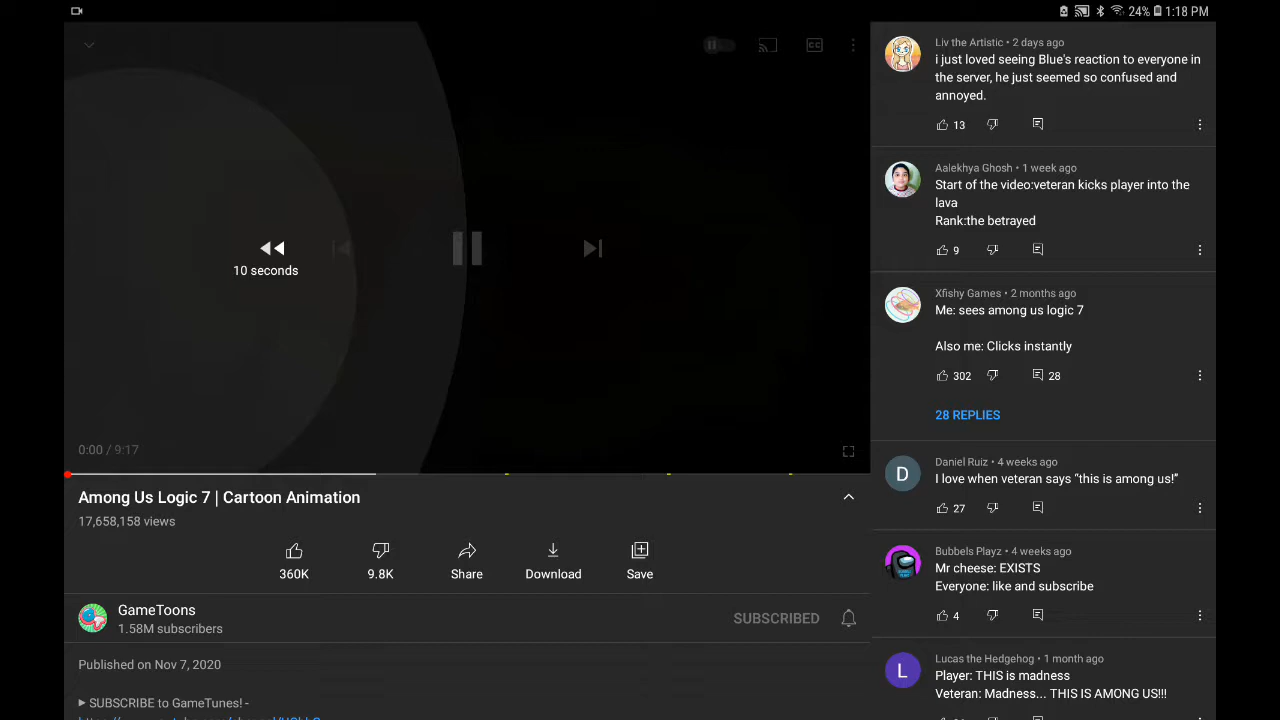 24% 1:18 PM
10 seconds
CC
0:00 / 9:17
Among Us Logic 7 | Cartoon Animation
17,658,158 views
360K
9.8K
Share
Download
Save
GameToons
1.58M subscribers
SUBSCRIBED
Published on Nov 7, 2020
►SUBSCRIBE to GameTunes! -
Liv the Artistic • 2 days ago
i just loved seeing Blue's reaction to everyone in
the server, he just seemed so confused and
annoyed.
13
Aalekhya Ghosh • 1 week ago
Start of the video:veteran kicks player into the
lava
Rank:the betrayed
9
Xfishy Games • 2 months ago
Me: sees among us logic 7
Also me: Clicks instantly
302
28
28 REPLIES
D
Daniel Ruiz • 4 weeks ago
I love when veteran says “this is among us!”
27
Bubbels Playz • 4 weeks ago
Mr cheese: EXISTS
Everyone: like and subscribe
4
L
Lucas the Hedgehog • 1 month ago
Player: THIS is madness
Veteran: Madness... THIS IS AMONG US!!!